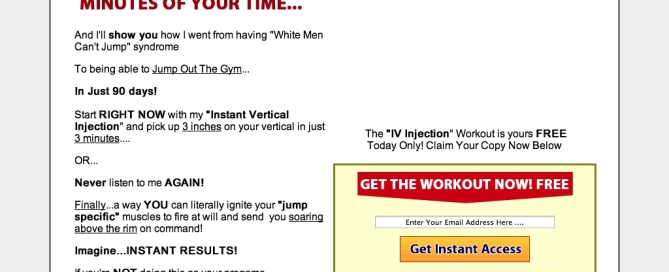 MINUTES OF YOUR TIME...
And I'll show you how I went from having "White Men
Can't Jump" syndrome
To being able to Jump Out The Gym...
In Just 90 days!
Start RIGHT NOW with my "Instant Vertical
Injection" and pick up 3 inches on your vertical in just
3 minutes....
OR...
Never listen to me AGAIN!
Finally...a way YOU can literally ignite your "jump
specific" muscles to fire at will and send you soaring
above the rim on command!
Imagine...INSTANT RESULTS!
If you're NOT doing this as your pregame
The "IV Injection" Workout is yours FREE
Today Only! Claim Your Copy Now Below
GET THE WORKOUT NOW! FREE
Enter Your Email Address Here ....
Get Instant Access